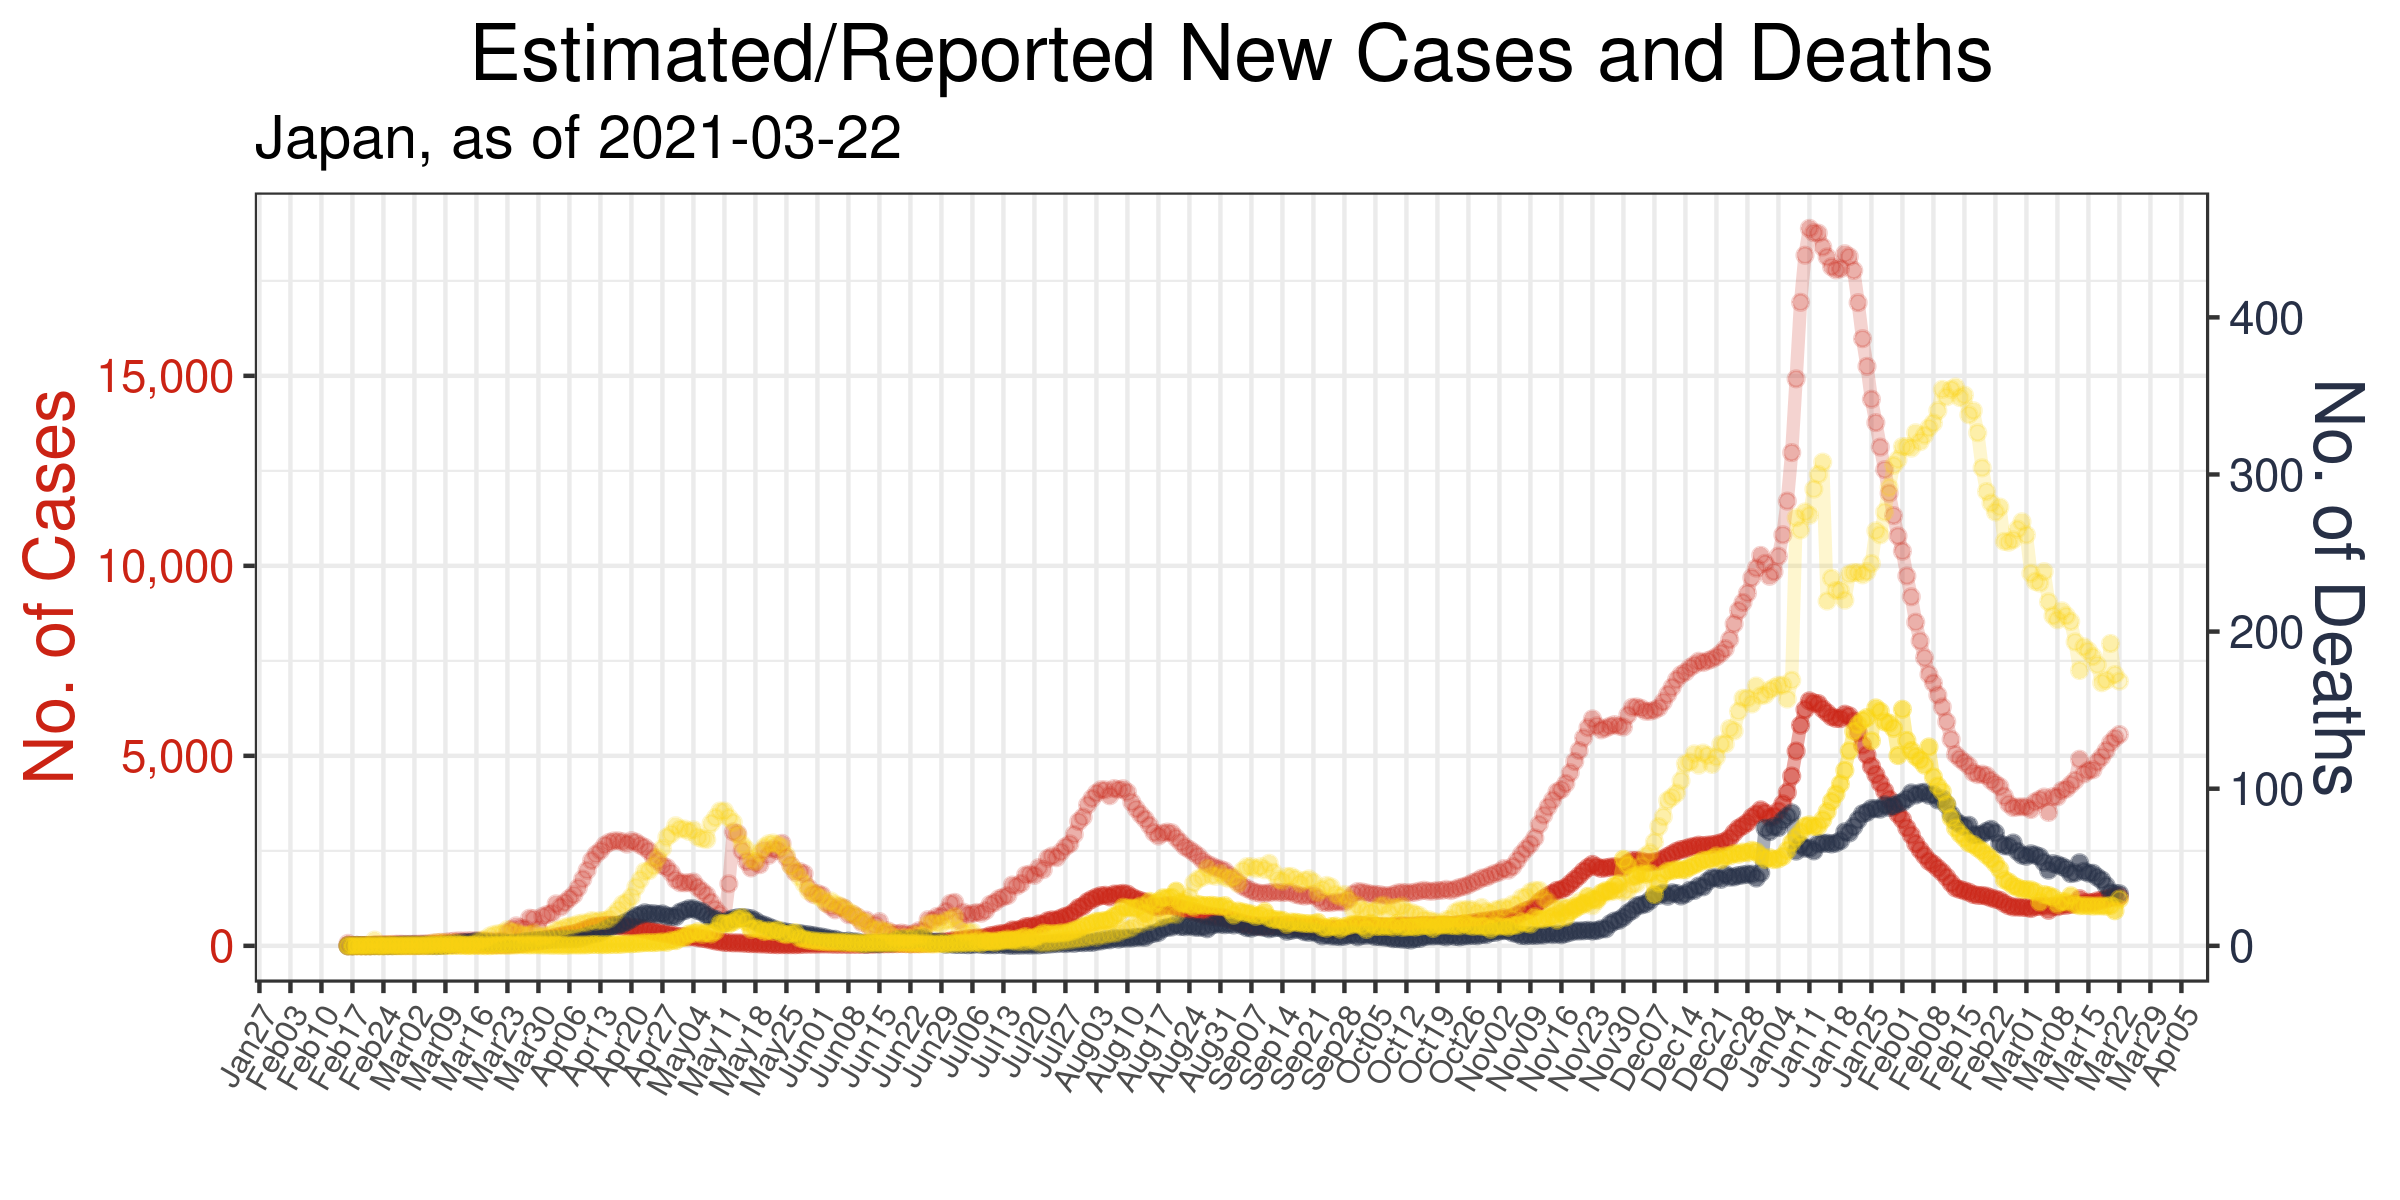 Estimated/Reported New Cases and Deaths
Japan, as of 2021-03-22
No. of Cases
15,000
10,000
5,000
0
400
300
200
100
0
No. of Deaths
Jan27
Feb03
Feb10
Feb17
Feb24
Mar02
Mar09
Mar16
Mar23
Mar30
Apr06
Apr13
Apr20
Apr27
May04
May11
May18
May25
Jun01
Jun08
Jun15
Jun22
Jun29
Jul06
Jul13
Jul20
Jul27
Aug03
Aug10
Aug17
Aug24
Aug31
Sep07
Sep14
Sep21
Sep28
Oct05
Oct12
Oct19
Oct26
Nov02
Nov09
Nov16
Nov23
Nov30
Dec07
Dec14
Dec21
Dec28
Jan04
Jan11
Jan18
Jan25
Feb01
Feb08
Feb15
Feb22
Mar01
Mar08
Mar15
Mar22
Mar29
Apr05